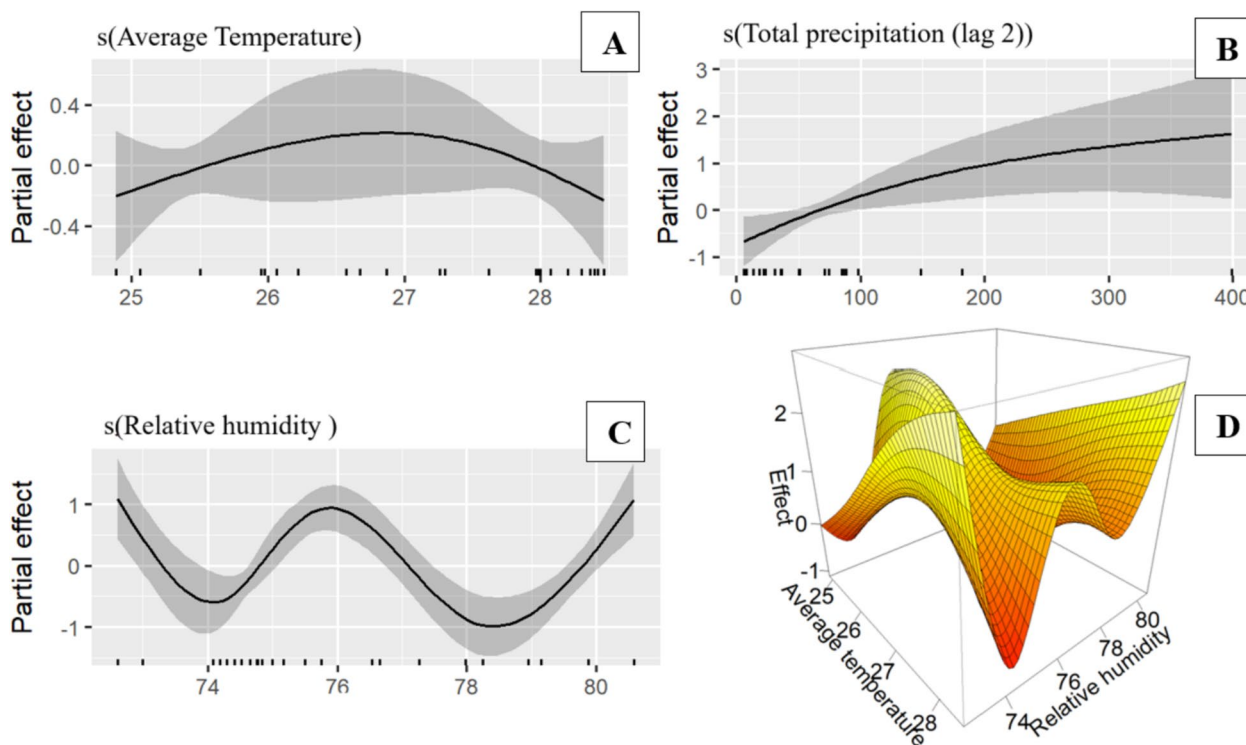 s(Average Temperature)
A
Partial effect
0.4
0.0
-0.4
25 26 27 28
s(Total precipitation (lag 2))
B
Partial effect
3
2
1
0
-1
0 100 200 300 400
s(Relative humidity )
C
Partial effect
1
0
-1
74 76 78 80
D
Effect
2
1
0
-1
Average temperature
25
26
27
28
Relative humidity
74
76
78
80